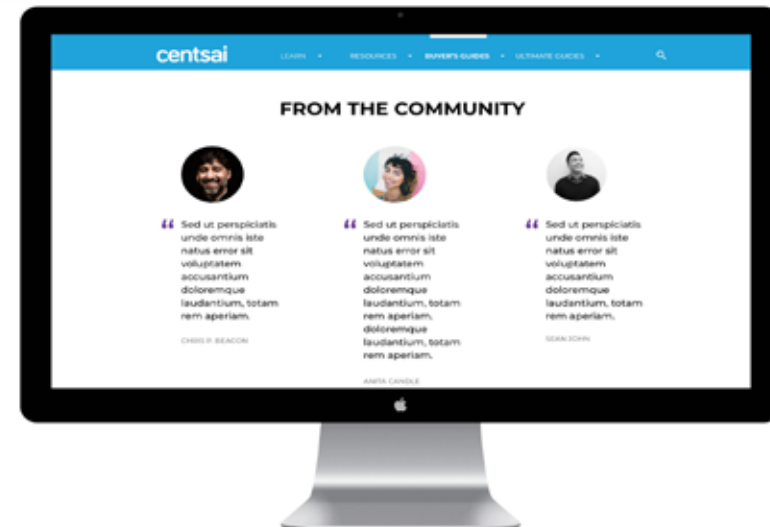 centsai
LEARN RESOURCES BUYER'S GUIDES ULTIMATE GUIDES
FROM THE COMMUNITY
“ Sed ut perspiciatis
unde omnis iste
natus error sit
voluptatem
accusantium
doloremque
laudantium, totam
rem aperiam.
CHRIS P. BEACON
“ Sed ut perspiciatis
unde omnis iste
natus error sit
voluptatem
accusantium
doloremque
laudantium, totam
rem aperiam.
doloremque
laudantium, totam
rem aperiam.
ANITA CANDLE
“ Sed ut perspiciatis
unde omnis iste
natus error sit
voluptatem
accusantium
doloremque
laudantium, totam
rem aperiam.
SEAN JOHN